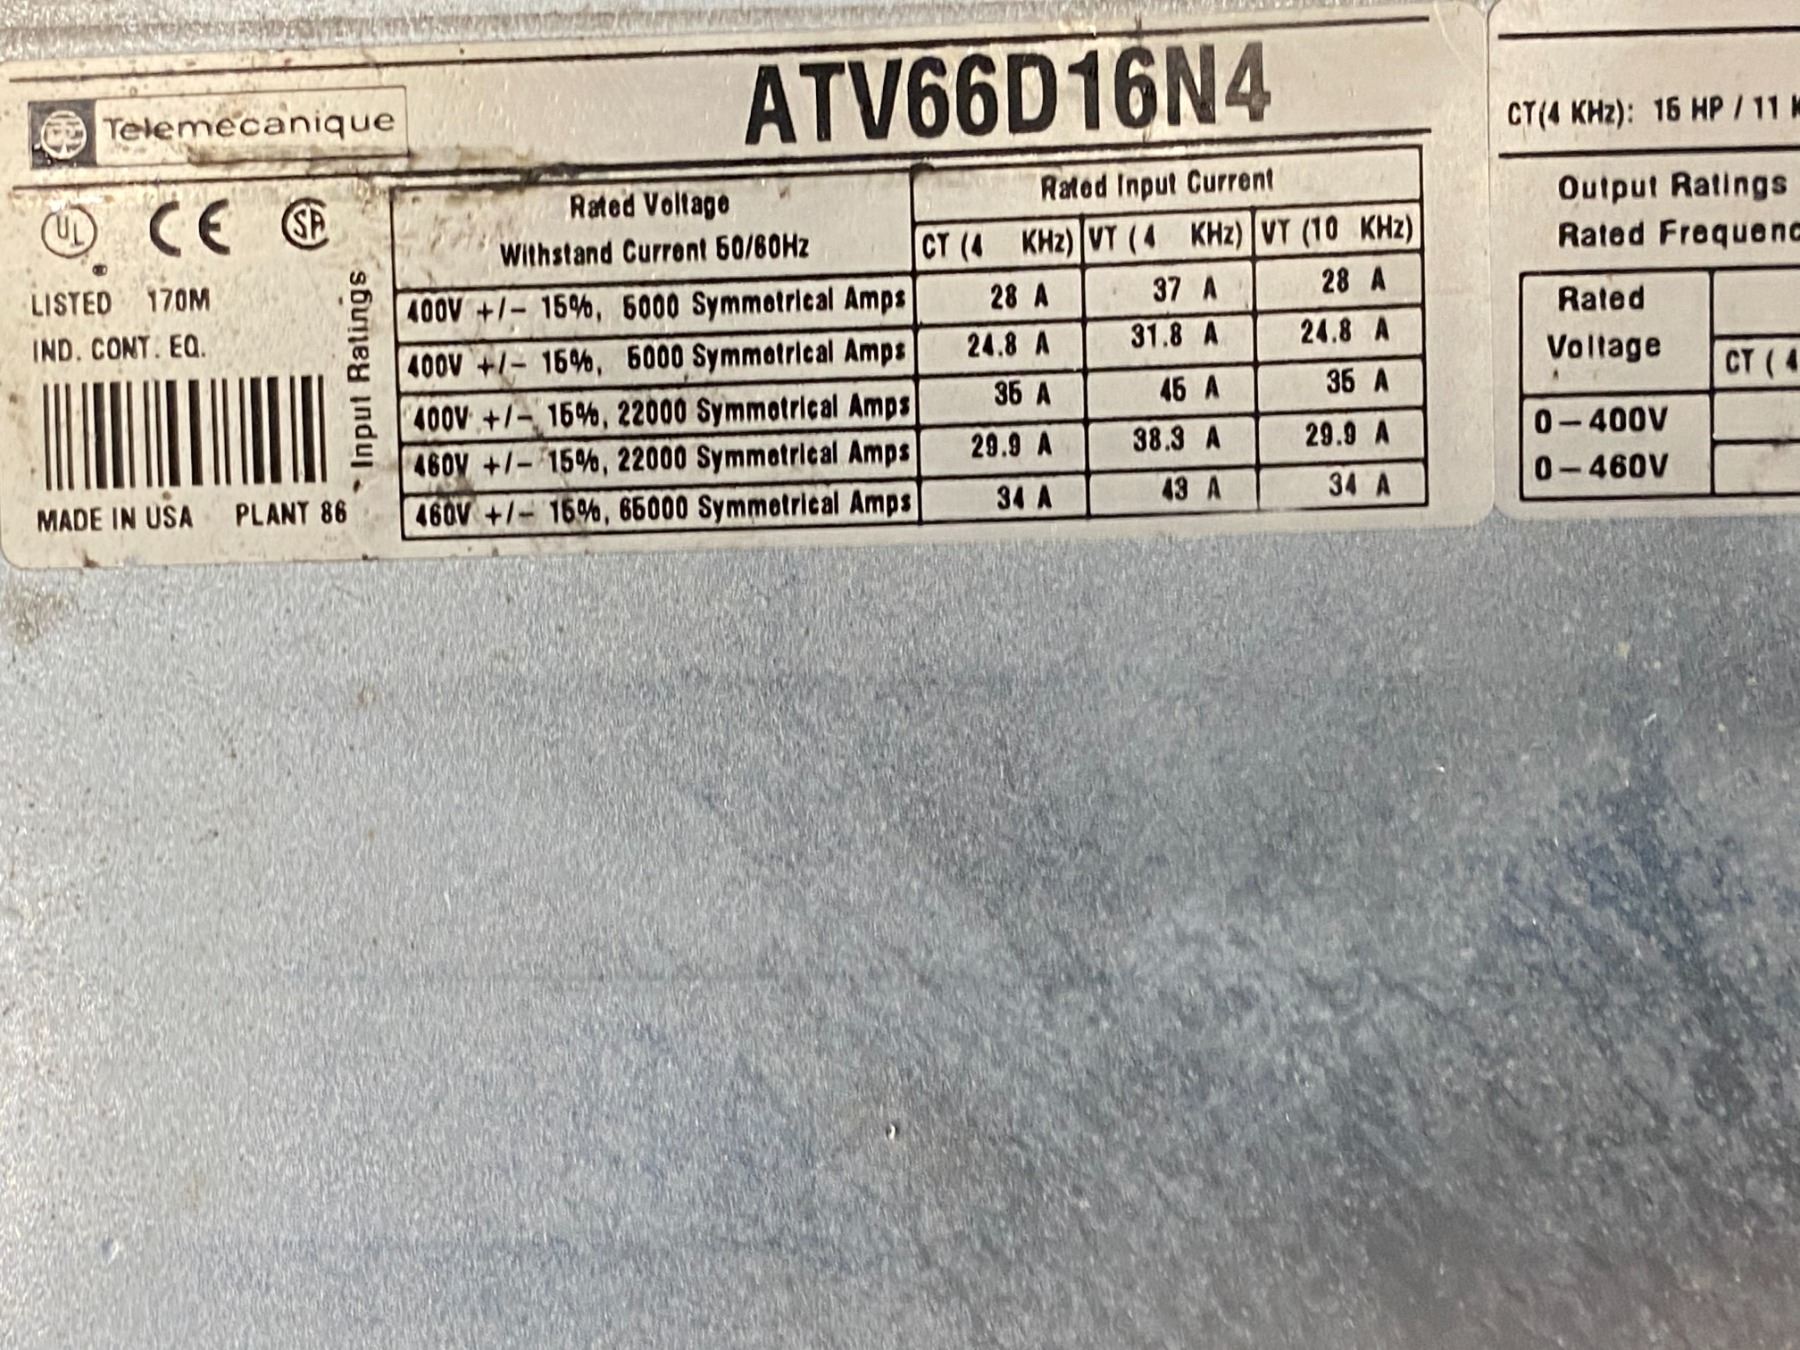 ATV66D16N4
Telemecanique
UL CE SA
LISTED 170M
IND. CONT. EQ.
MADE IN USA PLANT 86
Input Ratings
Rated Voltage
Withstand Current 50/60Hz
Rated Input Current
CT (4 KHz) VT (4 KHz) VT (10 KHz)
400V +/- 15%, 5000 Symmetrical Amps 28 A 37 A 28 A
400V +/- 15%, 5000 Symmetrical Amps 24.8 A 31.8 A 24.8 A
400V +/- 15%, 22000 Symmetrical Amps 35 A 45 A 35 A
460V +/- 15%, 22000 Symmetrical Amps 29.9 A 38.3 A 29.9 A
460V +/- 15%, 65000 Symmetrical Amps 34 A 43 A 34 A
CT(4 KHz): 15 HP / 11 K
Output Ratings
Rated Frequenc
Rated
Voltage
CT ( 4
0-400V
0-460V